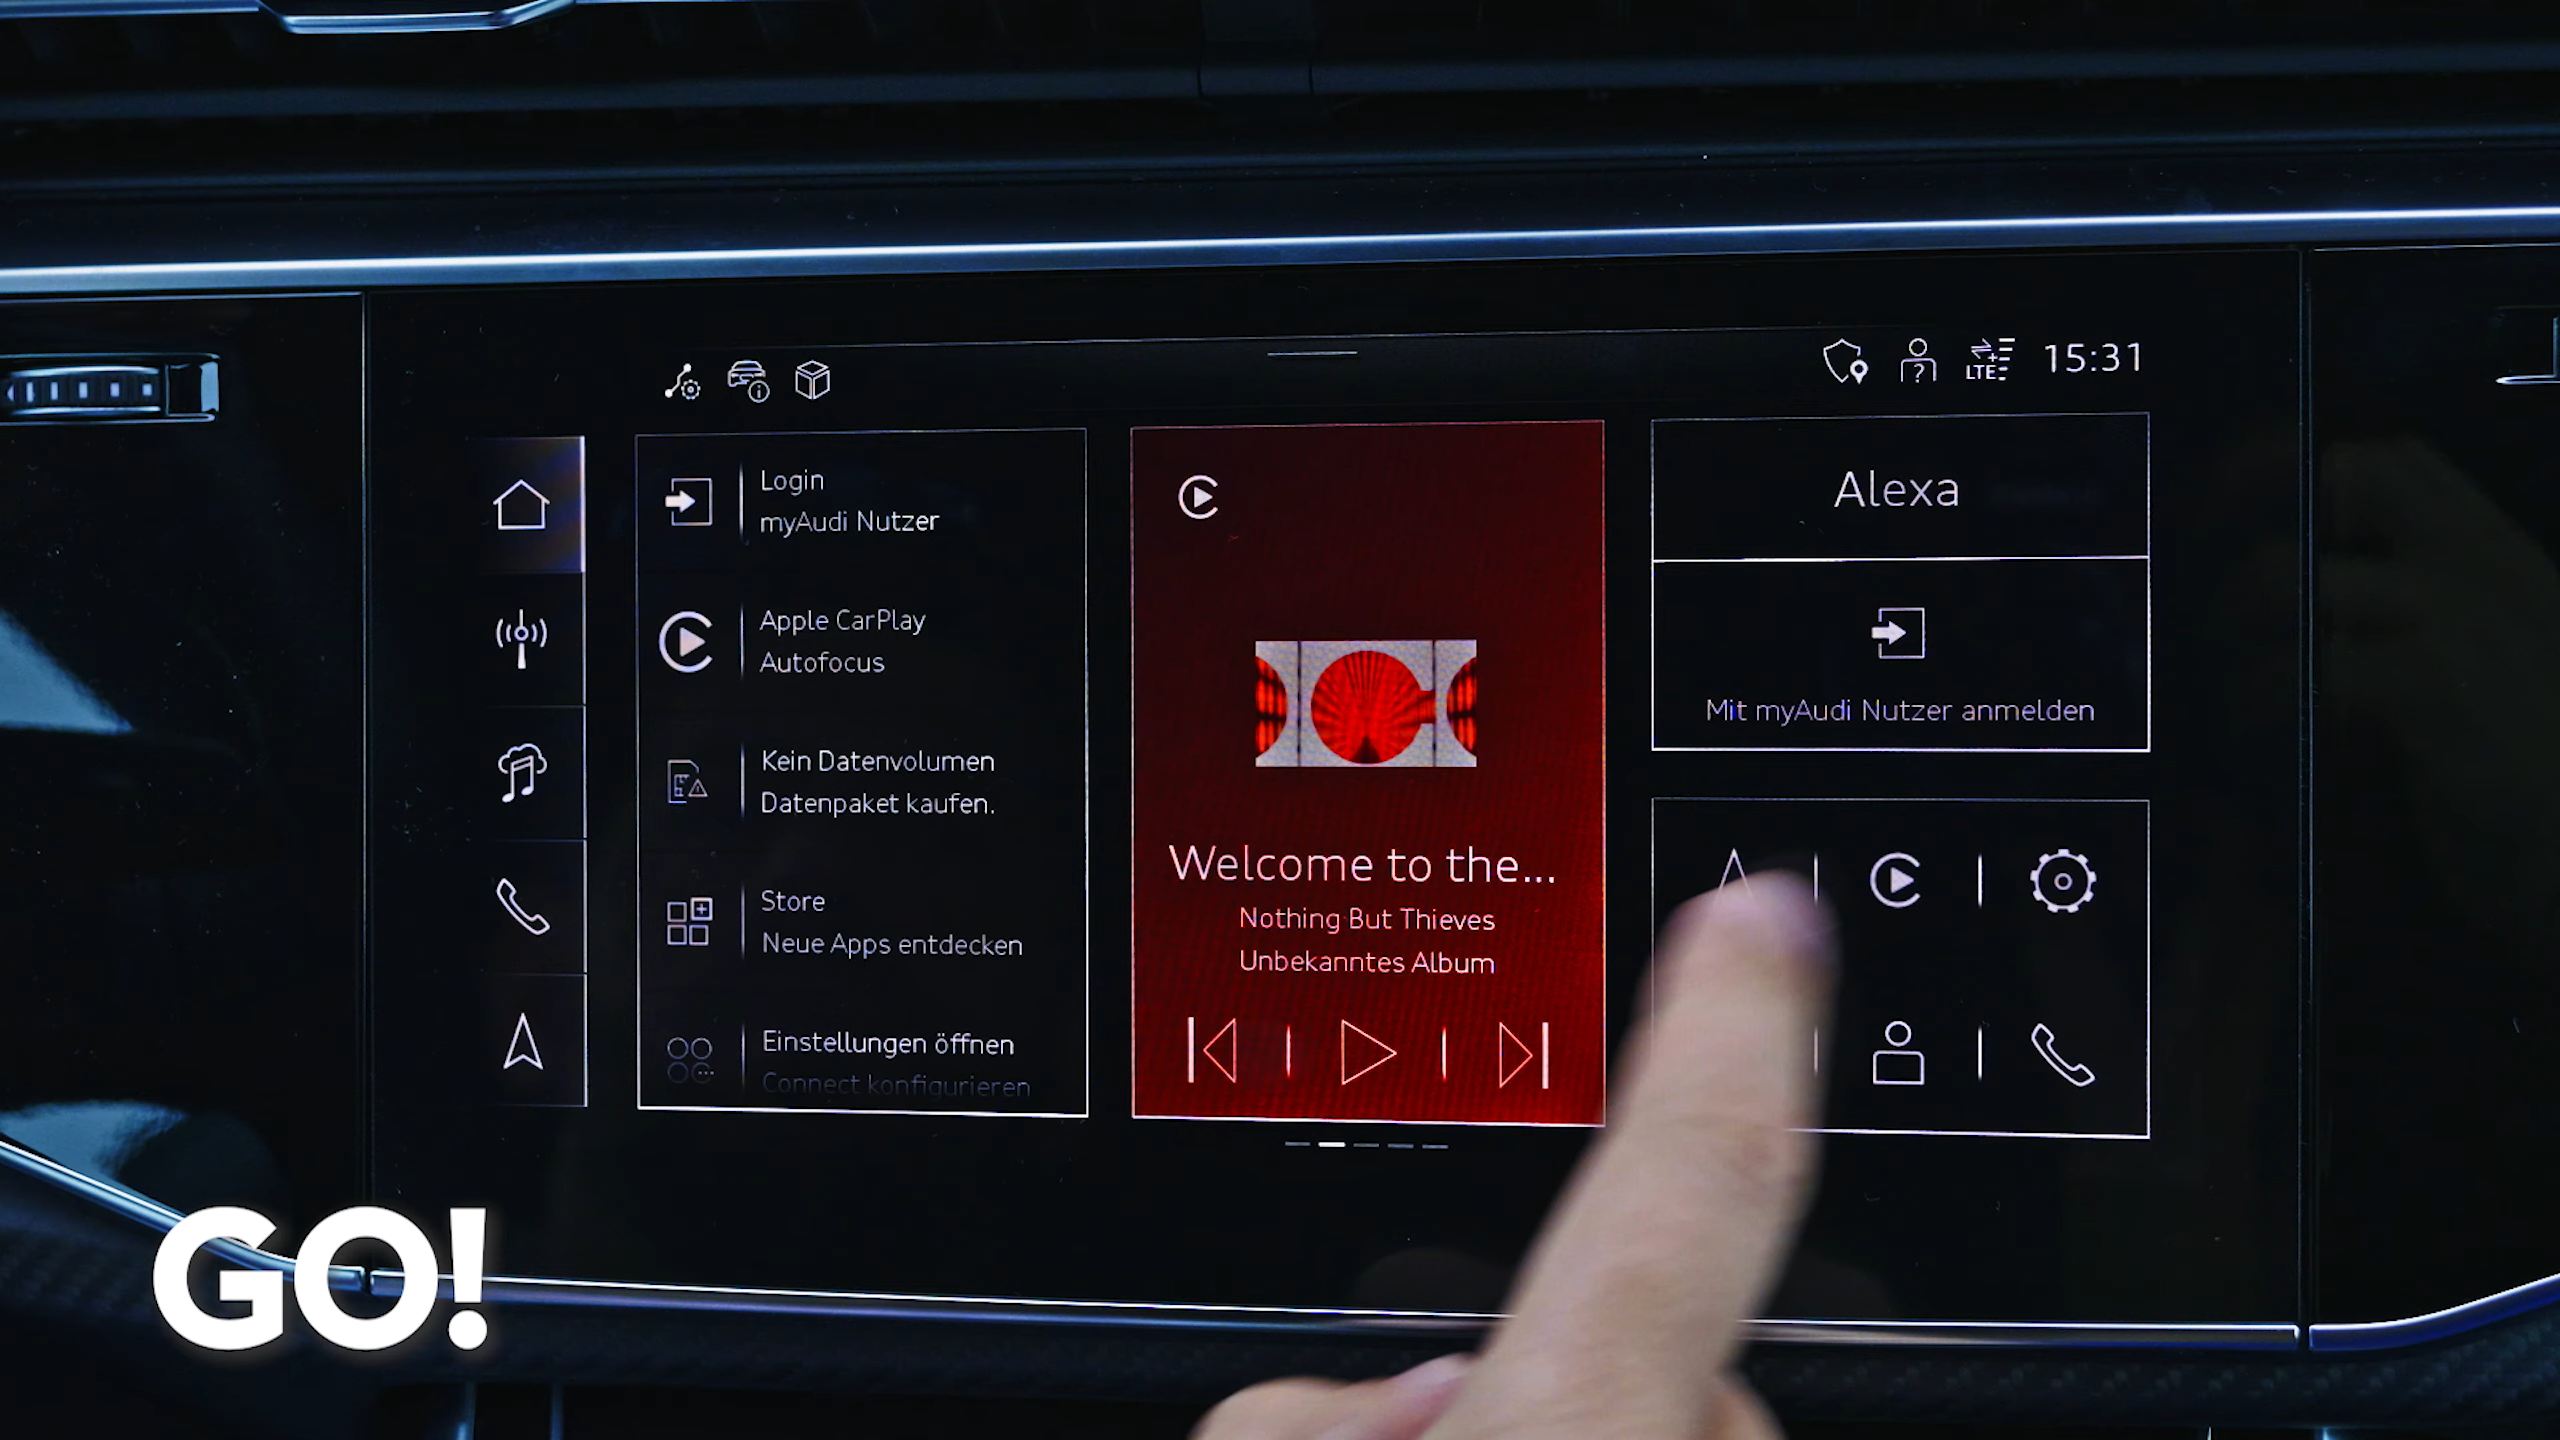 LTE
15:31
Login
myAudi Nutzer
Apple CarPlay
Autofocus
Kein Datenvolumen
Datenpaket kaufen.
Store
Neue Apps entdecken
Einstellungen öffnen
Connect konfigurieren
Welcome to the...
Nothing But Thieves
Unbekanntes Album
Alexa
Mit myAudi Nutzer anmelden
GO!